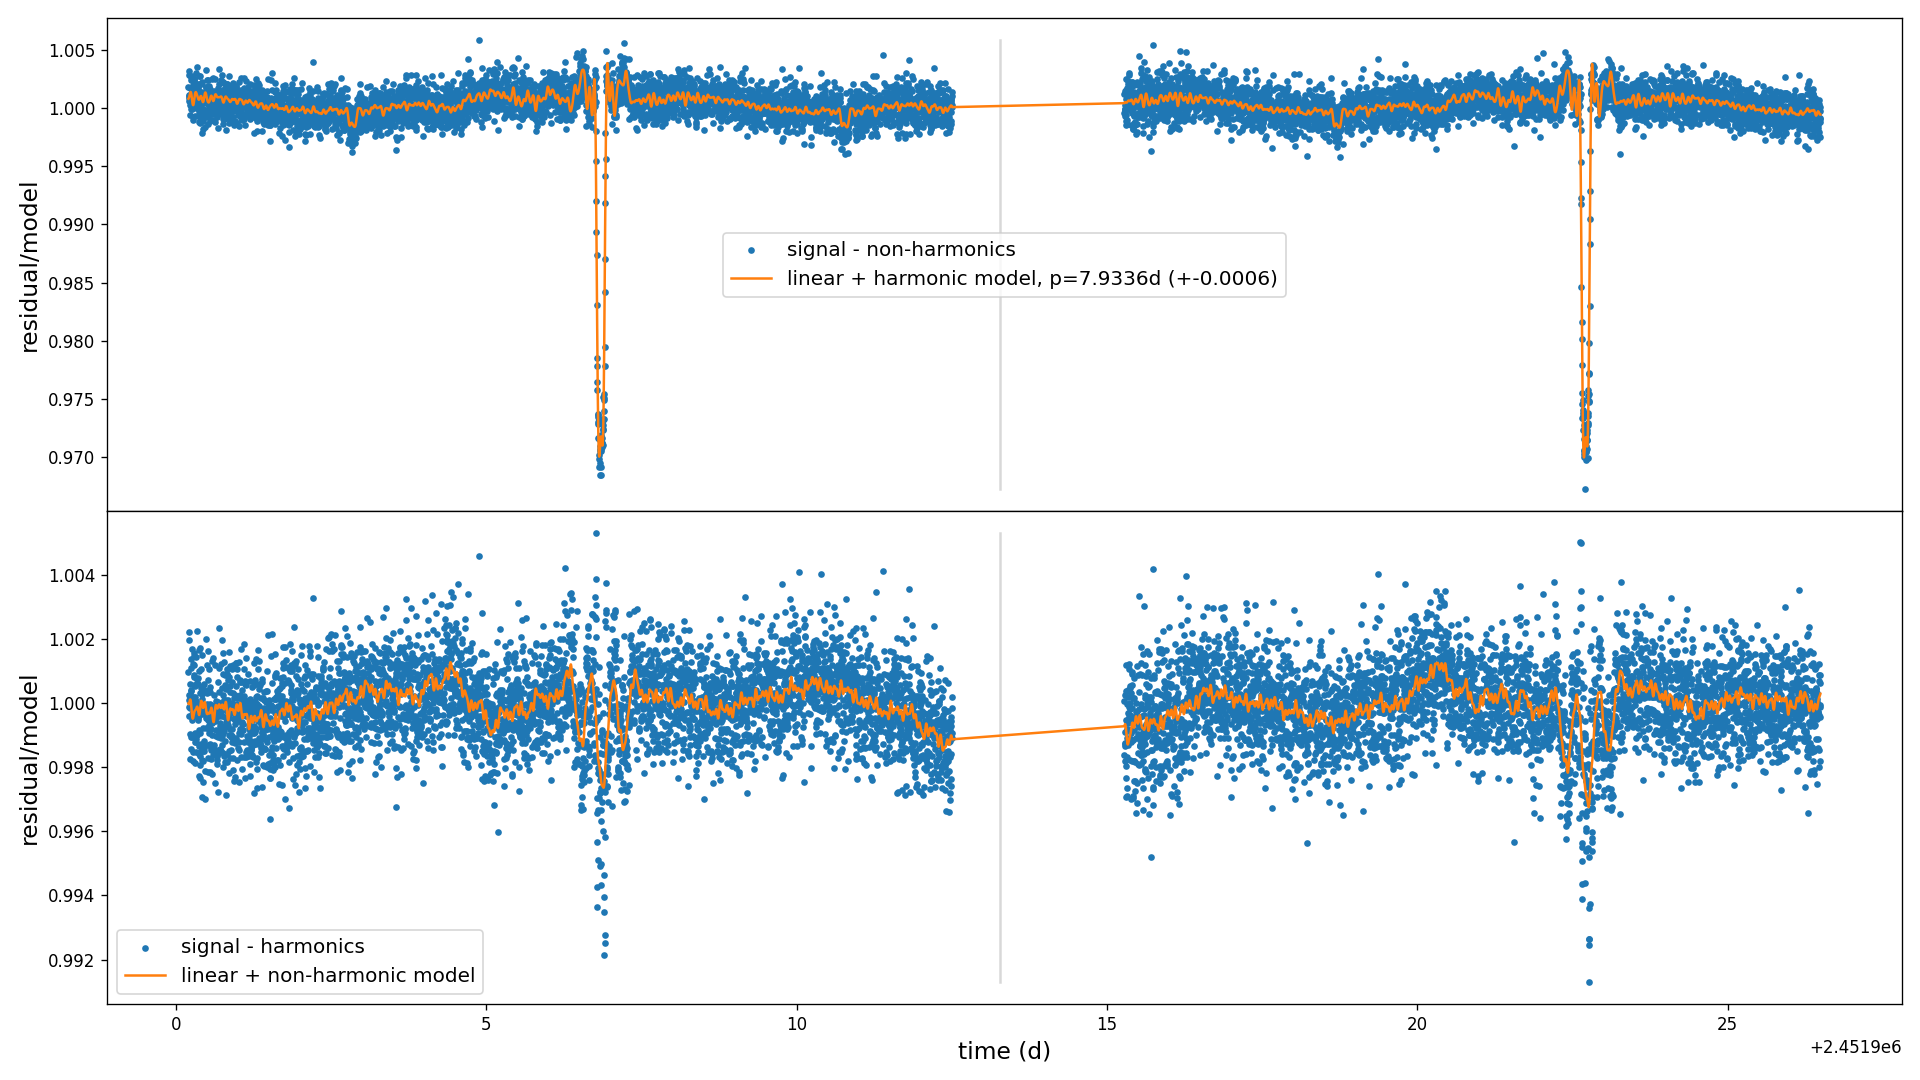 1.005
1.000
0.995
0.990
0.985
0.980
0.975
0.970
residual/model
signal - non-harmonics
linear + harmonic model, p=7.9336d (+-0.0006)
1.004
1.002
1.000
0.998
0.996
0.994
0.992
residual/model
signal - harmonics
linear + non-harmonic model
0
5
10
15
20
25
time (d)
+2.4519e6